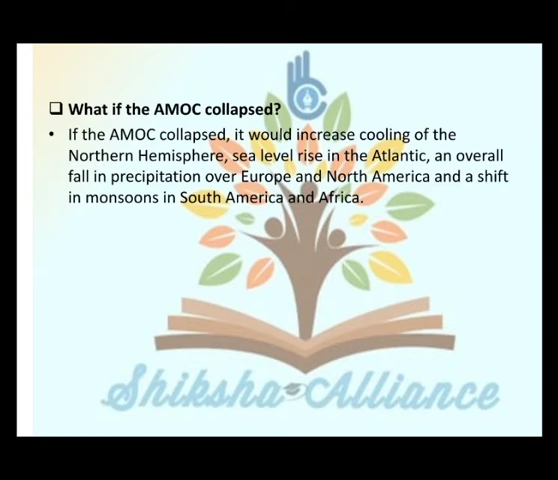 ❑ What if the AMOC collapsed?
• If the AMOC collapsed, it would increase cooling of the
Northern Hemisphere, sea level rise in the Atlantic, an overall
fall in precipitation over Europe and North America and a shift
in monsoons in South America and Africa.
Shiksha Alliance